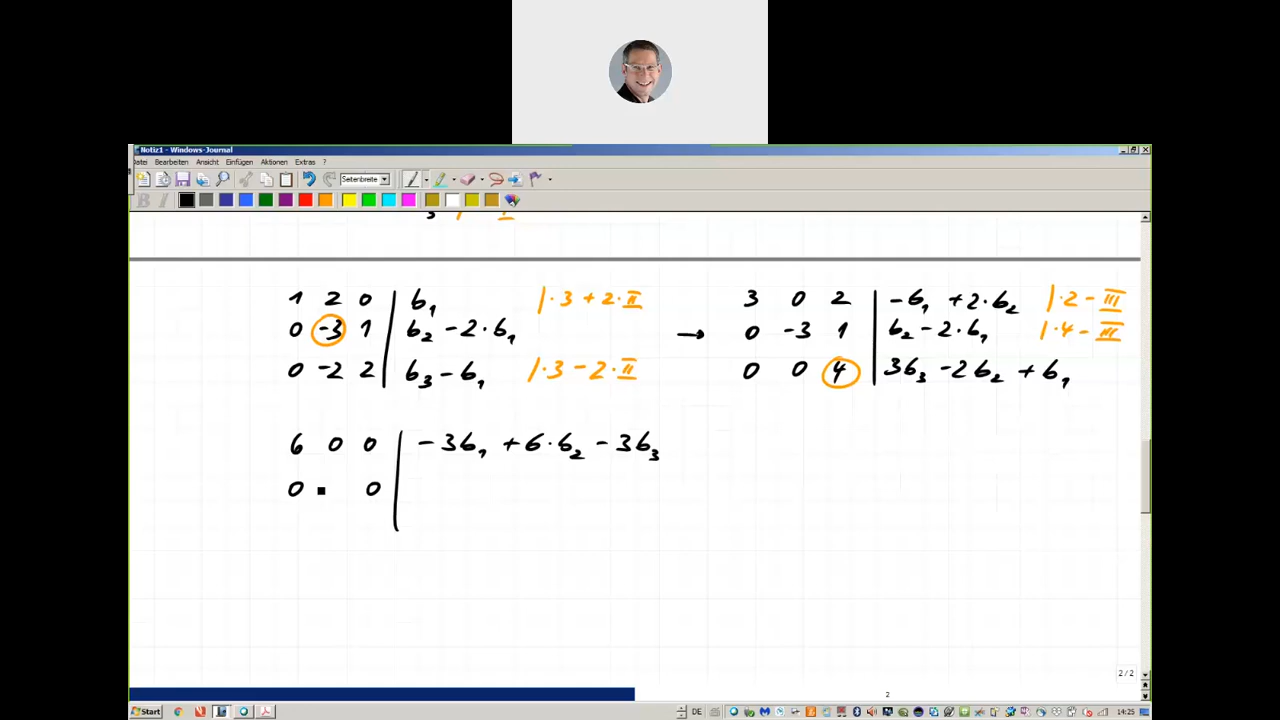 Notiz1 - Windows-Journal
Datei Bearbeiten Ansicht Einfügen Aktionen Extras ?
Seitenbreite
B I
3
1 2 0 | b₁ |·3 + 2·II
0 -3 1 | b₂ - 2·b₁
0 -2 2 | b₃ - b₁ |·3 - 2·II
→
3 0 2 | -b₁ + 2·b₂ |·2 - III
0 -3 1 | b₂ - 2·b₁ |·4 - III
0 0 4 | 3b₃ - 2b₂ + b₁
6 0 0 | -3b₁ + 6·b₂ - 3b₃
0 0 |
2 / 2
2
Start
DE
14:25